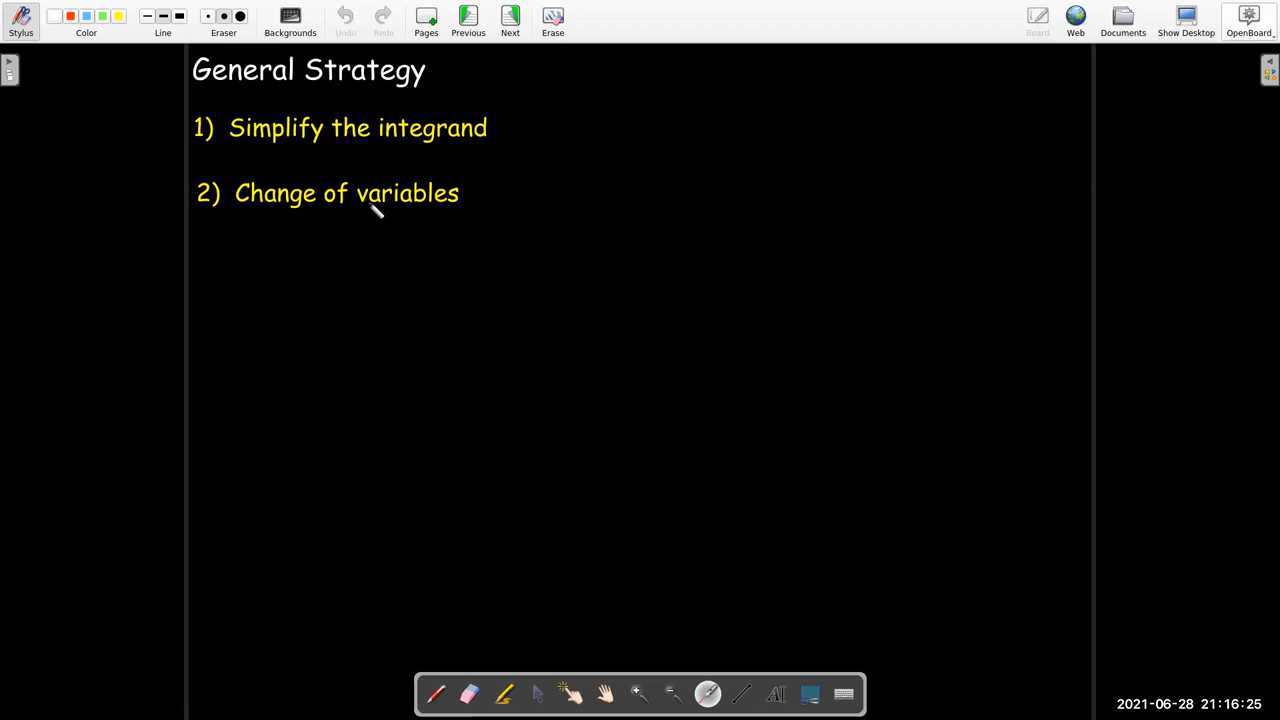 Stylus
Color
Line
Eraser
Backgrounds
Undo
Redo
Pages
Previous
Next
Erase
Board
Web
Documents
Show Desktop
OpenBoard
General Strategy
1) Simplify the integrand
2) Change of variables
AI
2021-06-28 21:16:25